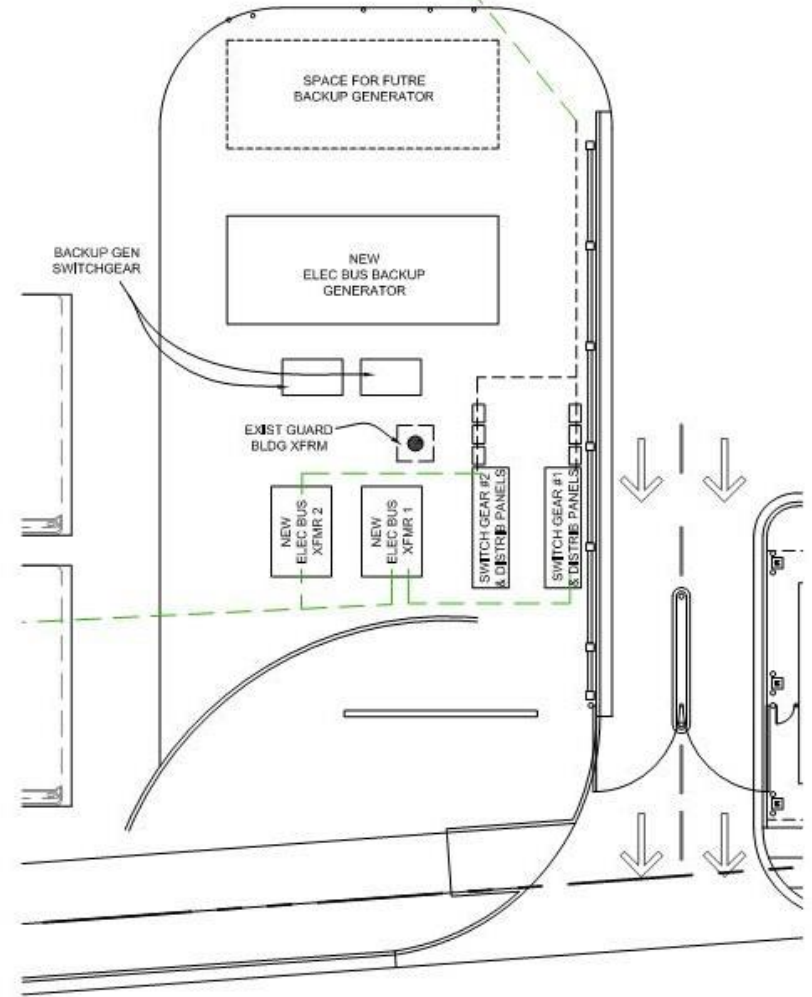 SPACE FOR FUTRE
BACKUP GENERATOR
BACKUP GEN
SWITCHGEAR
NEW
ELEC BUS BACKUP
GENERATOR
EXIST GUARD
BLDG XFRM
NEW
ELEC BUS
XFMR 2
NEW
ELEC BUS
XFMR 1
SWITCH GEAR #2
& DISTRIB PANELS
SWITCH GEAR #1
& DISTRIB PANELS